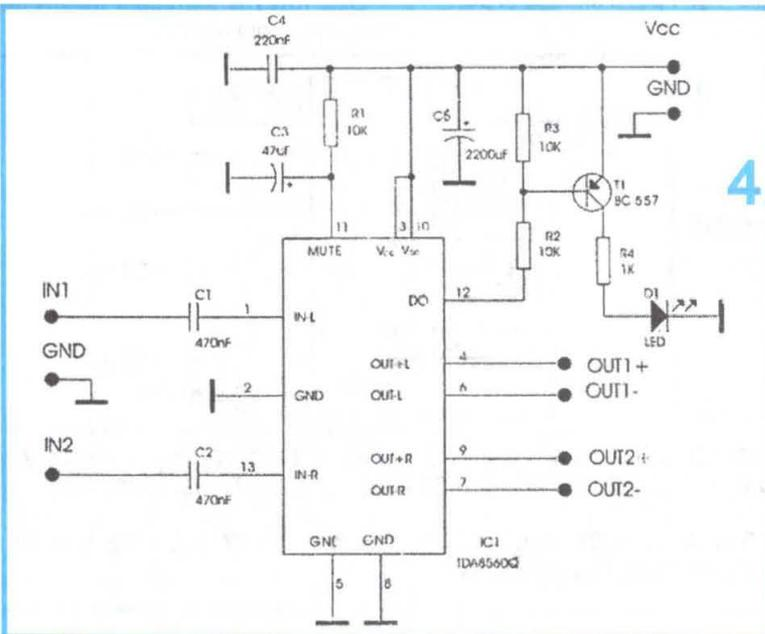 C4
220nF
Vcc
GND
R1
10K
C3
47uF
C5
2200uF
R3
10K
T1
BC 557
4
11
3 10
MUTE
Vcc Vcc
R2
10K
R4
1K
DO
12
D1
LED
IN1
C1
1
IN-L
470nF
GND
2
GND
OUT+L
4
OUT1+
OUT-L
6
OUT1-
IN2
C2
13
IN-R
470nF
OUT+R
9
OUT2+
OUT-R
7
OUT2-
GND GND
IC1
TDA8560Q
5
8